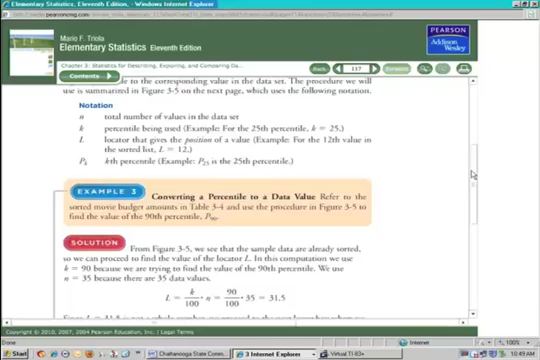 Elementary Statistics, Eleventh Edition, - Windows Internet Explorer
Mario F. Triola
Elementary Statistics Eleventh Edition
PEARSON
Addison
Wesley
Chapter 3: Statistics for Describing, Exploring, and Comparing Da...
Contents
Back
117
to the corresponding value in the data set. The procedure we will
use is summarized in Figure 3-5 on the next page, which uses the following notation.
Notation
n total number of values in the data set
k percentile being used (Example: For the 25th percentile, k = 25.)
L locator that gives the position of a value (Example: For the 12th value in
the sorted list, L = 12.)
Pk kth percentile (Example: P25 is the 25th percentile.)
EXAMPLE 3 Converting a Percentile to a Data Value Refer to the
sorted movie budget amounts in Table 3-4 and use the procedure in Figure 3-5 to
find the value of the 90th percentile, P90.
SOLUTION From Figure 3-5, we see that the sample data are already sorted,
so we can proceed to find the value of the locator L. In this computation we use
k = 90 because we are trying to find the value of the 90th percentile. We use
n = 35 because there are 35 data values.
L = k/100 · n = 90/100 · 35 = 31.5
Copyright © 2010, 2007, 2004 Pearson Education, Inc. | Legal Terms
Done
Internet
100%
Start
Chattanooga State Comm...
3 Internet Explorer
Virtual TI-83+
10:49 AM